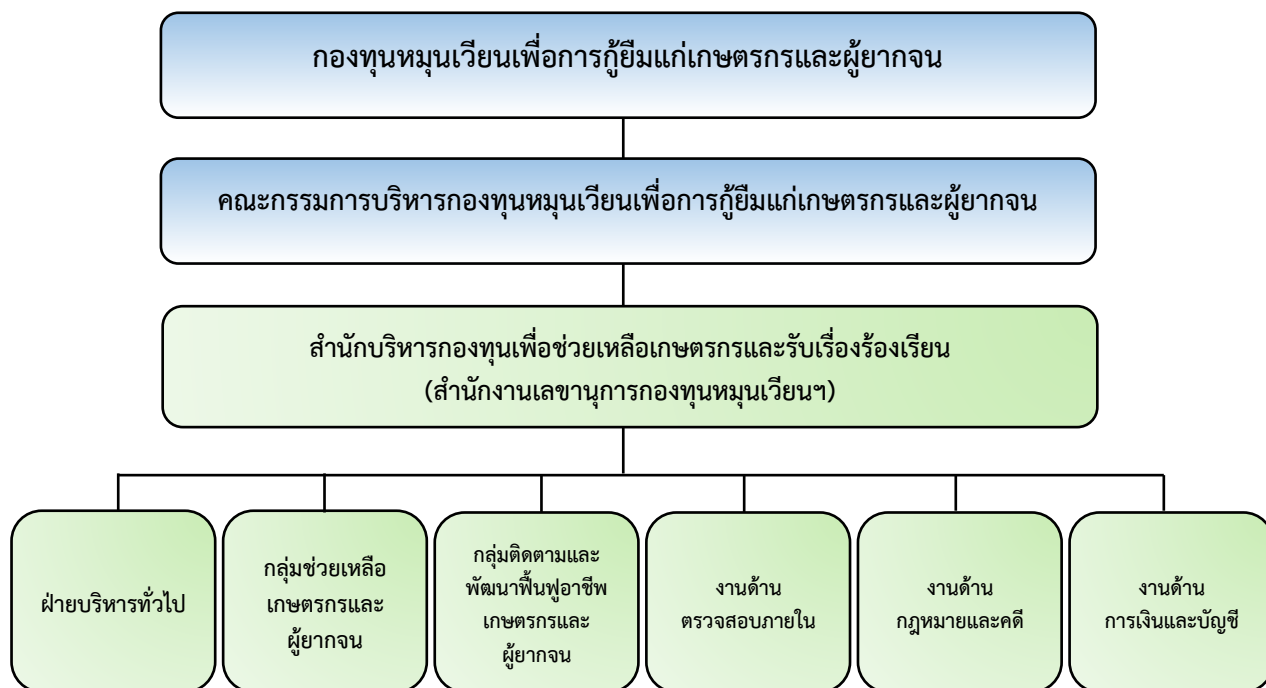 กองทุนหมุนเวียนเพื่อการกู้ยืมแก่เกษตรกรและผู้ยากจน
คณะกรรมการบริหารกองทุนหมุนเวียนเพื่อการกู้ยืมแก่เกษตรกรและผู้ยากจน
สำนักบริหารกองทุนเพื่อช่วยเหลือเกษตรกรและรับเรื่องร้องเรียน
(สำนักงานเลขานุการกองทุนหมุนเวียนฯ)
ฝ่ายบริหารทั่วไป
กลุ่มช่วยเหลือ
เกษตรกรและ
ผู้ยากจน
กลุ่มติดตามและ
พัฒนาฟื้นฟูอาชีพ
เกษตรกรและ
ผู้ยากจน
งานด้าน
ตรวจสอบภายใน
งานด้าน
กฎหมายและคดี
งานด้าน
การเงินและบัญชี